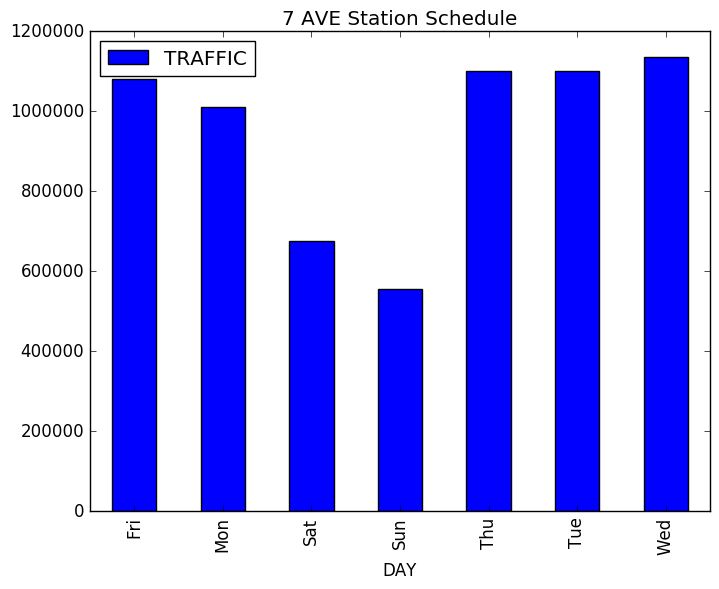 7 AVE Station Schedule
TRAFFIC
1200000
1000000
800000
600000
400000
200000
0
Fri
Mon
Sat
Sun
Thu
Tue
Wed
DAY